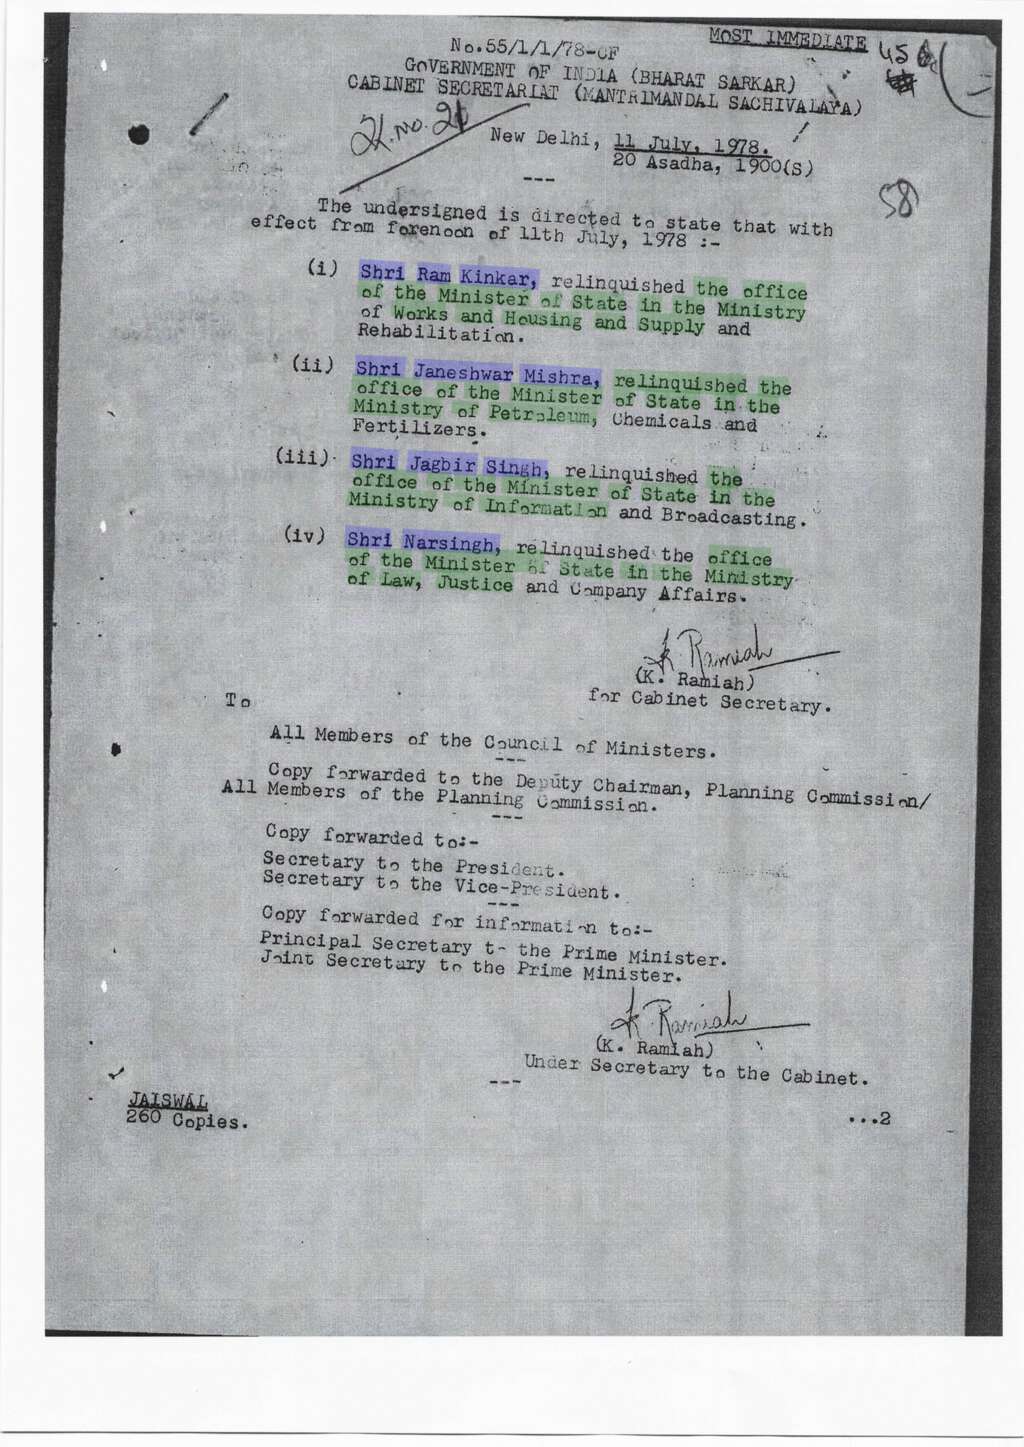 MOST IMMEDIATE
No.55/1/1/78-CF
45
GOVERNMENT OF INDIA (BHARAT SARKAR)
CABINET SECRETARIAT (MANTRIMANDAL SACHIVALAYA)
Sl. No. 21
New Delhi, 11 July, 1978.
20 Asadha, 1900(S)
---
58
The undersigned is directed to state that with
effect from forenoon of 11th July, 1978 :-
(i) Shri Ram Kinkar, relinquished the office
of the Minister of State in the Ministry
of Works and Housing and Supply and
Rehabilitation.
(ii) Shri Janeshwar Mishra, relinquished the
office of the Minister of State in the
Ministry of Petroleum, Chemicals and
Fertilizers.
(iii) Shri Jagbir Singh, relinquished the
office of the Minister of State in the
Ministry of Information and Broadcasting.
(iv) Shri Narsingh, relinquished the office
of the Minister of State in the Ministry
of Law, Justice and Company Affairs.
K Ramiah
(K. Ramiah)
for Cabinet Secretary.
To
All Members of the Council of Ministers.
---
Copy forwarded to the Deputy Chairman, Planning Commission/
All Members of the Planning Commission.
---
Copy forwarded to:-
Secretary to the President.
Secretary to the Vice-President.
---
Copy forwarded for information to:-
Principal Secretary to the Prime Minister.
Joint Secretary to the Prime Minister.
K Ramiah
(K. Ramiah)
Under Secretary to the Cabinet.
---
JAISWAL
260 Copies.
...2